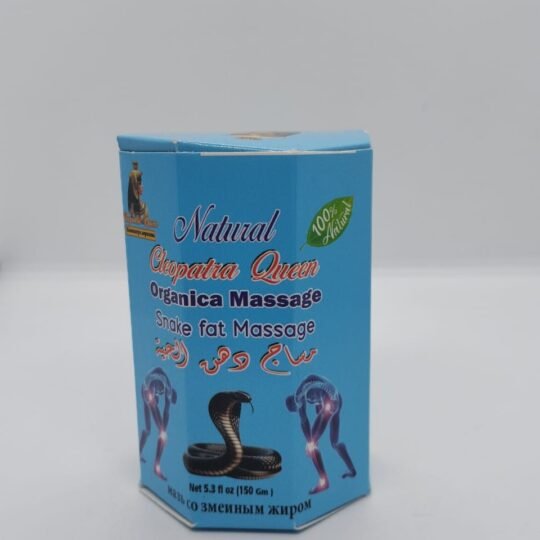 Natural
100%
Natural
Cleopatra Queen
Organica Massage
Snake fat Massage
مساج دهن الحية
Net 5.3 fl oz (150 Gm)
мазь со змеиным жиром